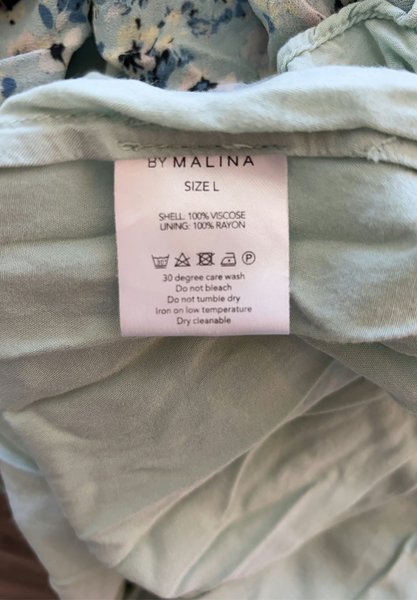 BY MALINA
SIZE L
SHELL: 100% VISCOSE
LINING: 100% RAYON
30 P
30 degree care wash
Do not bleach
Do not tumble dry
Iron on low temperature
Dry cleanable